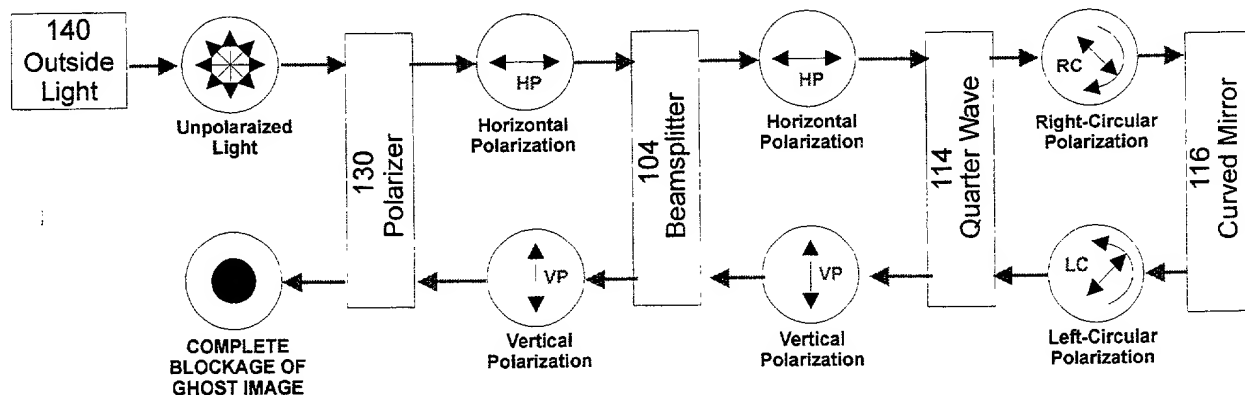 140
Outside
Light
Unpolaraized
Light
130
Polarizer
HP
Horizontal
Polarization
104
Beamsplitter
HP
Horizontal
Polarization
114
Quarter Wave
RC
Right-Circular
Polarization
116
Curved Mirror
LC
Left-Circular
Polarization
VP
Vertical
Polarization
VP
Vertical
Polarization
COMPLETE
BLOCKAGE OF
GHOST IMAGE